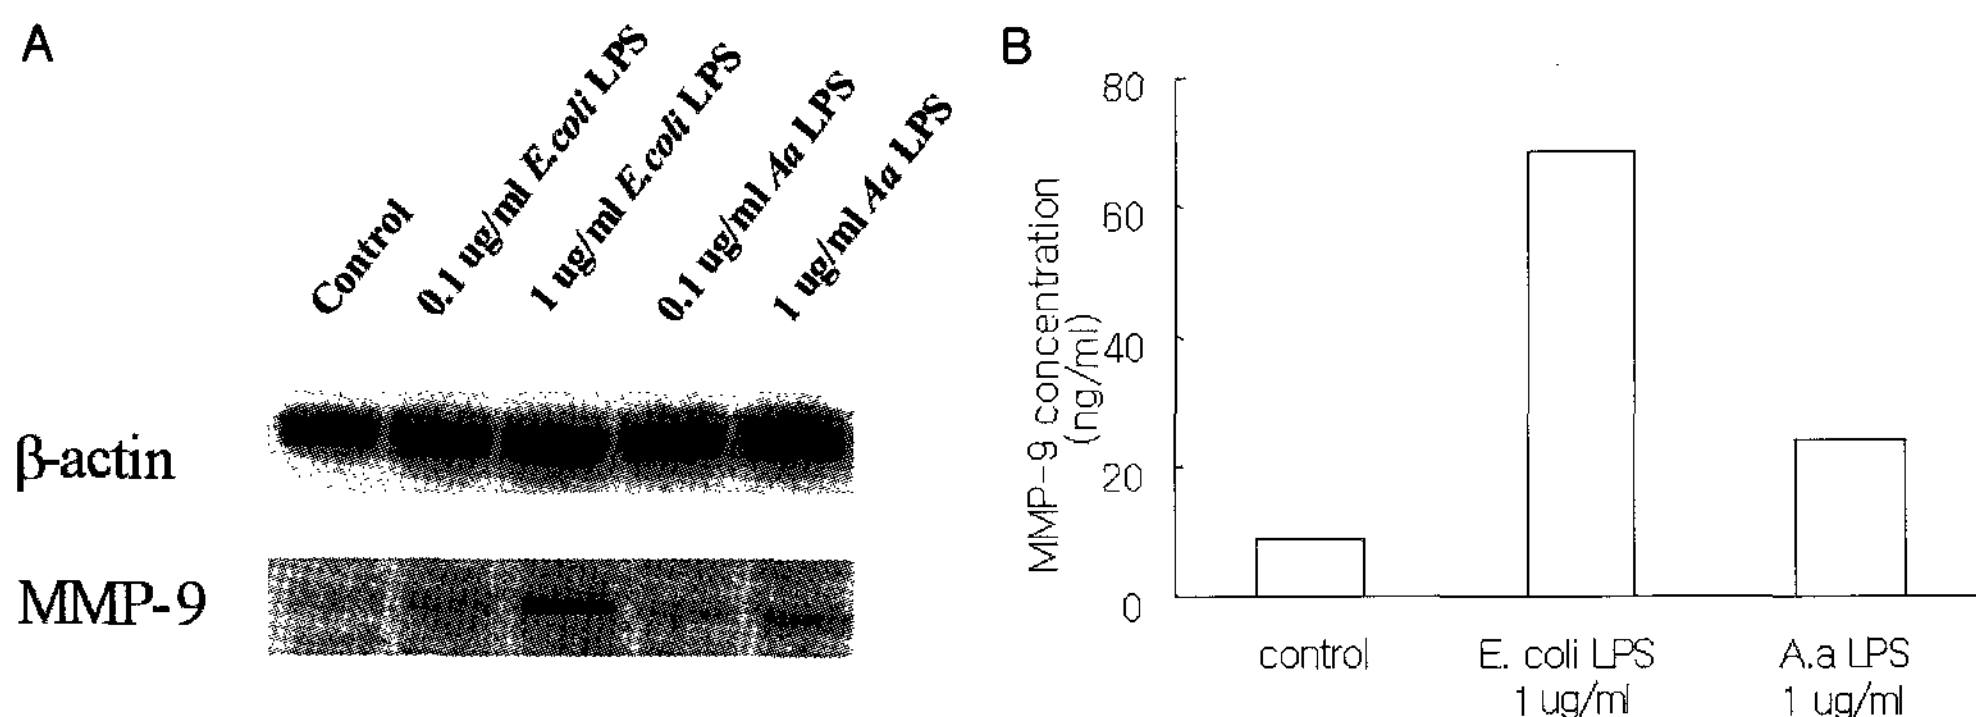 A
Control
0.1 ug/ml E.coli LPS
1 ug/ml E.coli LPS
0.1 ug/ml Aa LPS
1 ug/ml Aa LPS
β-actin
MMP-9
B
MMP-9 concentration
(ng/ml)
80
60
40
20
0
control
E. coli LPS
1 ug/ml
A.a LPS
1 ug/ml